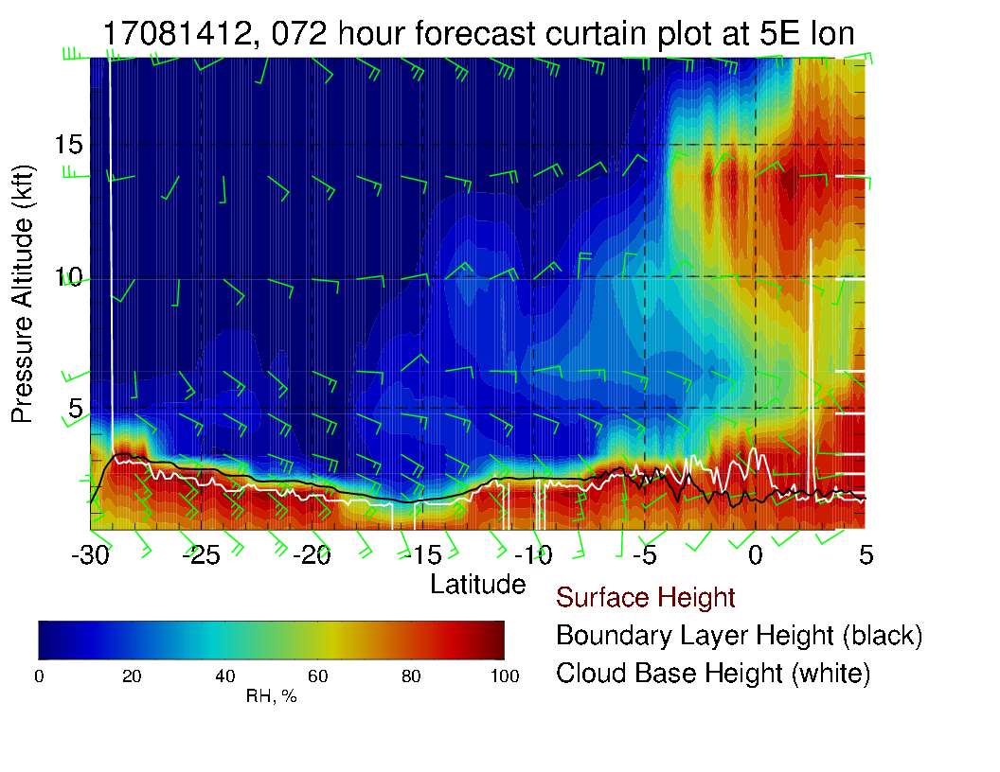 17081412, 072 hour forecast curtain plot at 5E lon
15
10
5
Pressure Altitude (kft)
-30 -25 -20 -15 -10 -5 0 5
Latitude
Surface Height
Boundary Layer Height (black)
Cloud Base Height (white)
0 20 40 60 80 100
RH, %